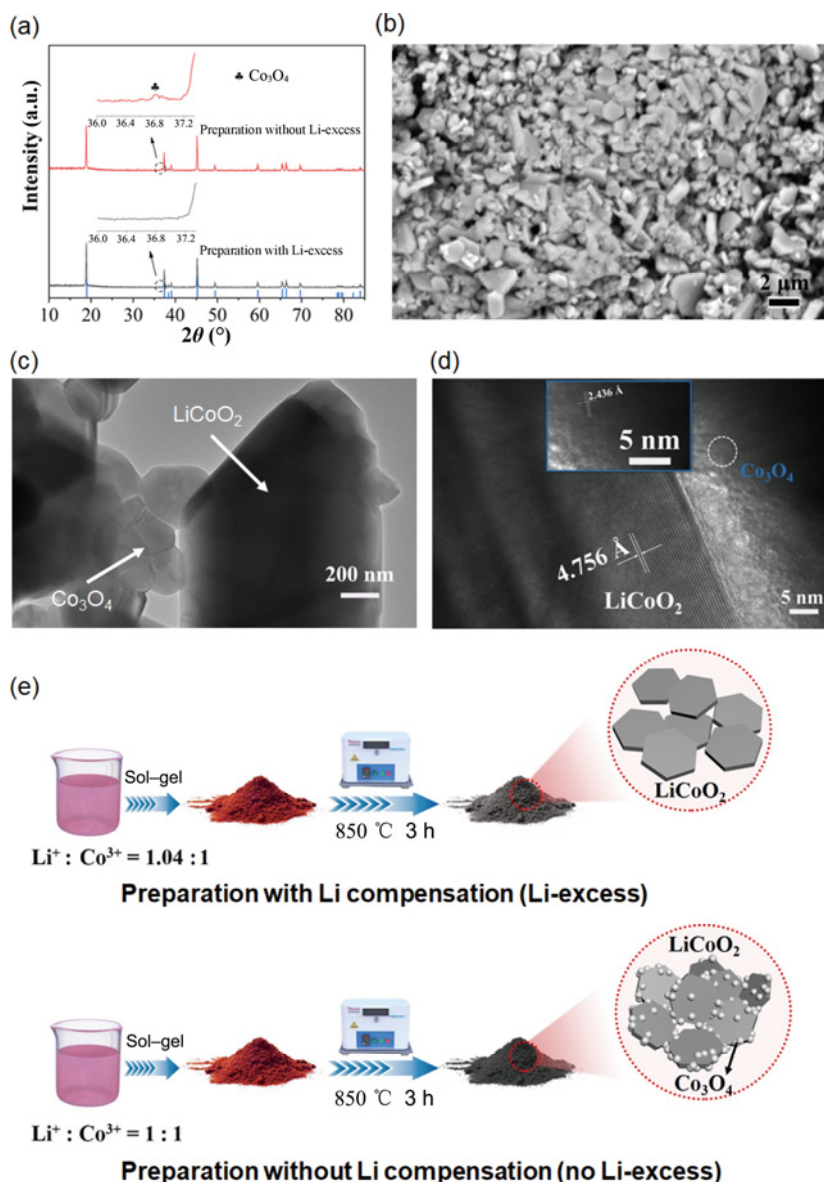 (a)
Intensity (a.u.)
♣ Co₃O₄
♣
36.0 36.4 36.8 37.2
Preparation without Li-excess
36.0 36.4 36.8 37.2
Preparation with Li-excess
10 20 30 40 50 60 70 80
2θ (°)
(b)
2 μm
(c)
LiCoO₂
Co₃O₄
200 nm
(d)
2.436 Å
5 nm
Co₃O₄
4.756 Å
LiCoO₂
5 nm
(e)
Sol–gel
850 ℃ 3 h
LiCoO₂
Li⁺ : Co³⁺ = 1.04 : 1
Preparation with Li compensation (Li-excess)
LiCoO₂
Sol–gel
850 ℃ 3 h
Co₃O₄
Li⁺ : Co³⁺ = 1 : 1
Preparation without Li compensation (no Li-excess)